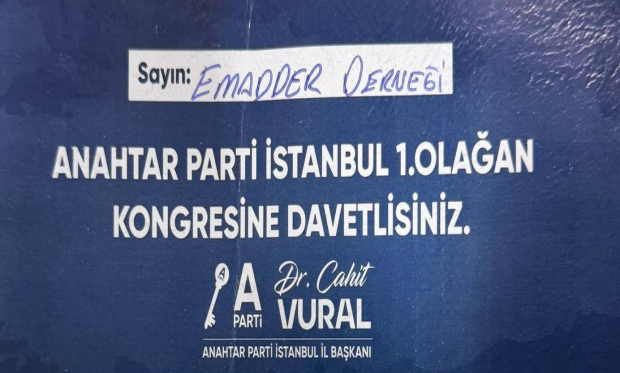 Sayın: EMADDER DERNEĞİ
ANAHTAR PARTİ İSTANBUL 1.OLAĞAN
KONGRESİNE DAVETLİSİNİZ.
A
A
PARTİ
Dr. Cahit
VURAL
ANAHTAR PARTİ İSTANBUL İL BAŞKANI